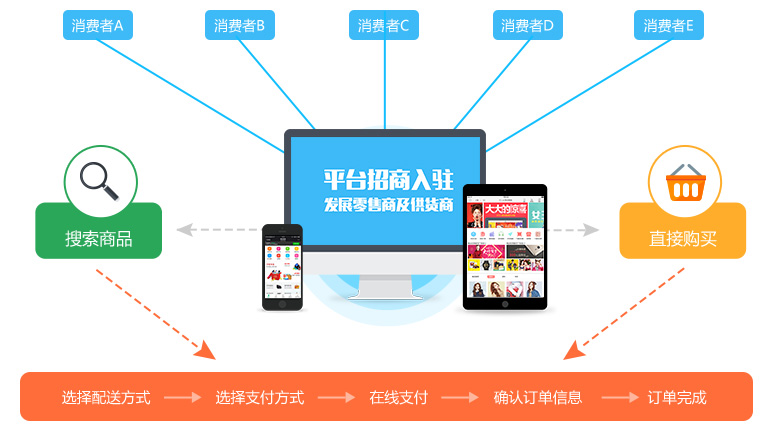 消费者A
消费者B
消费者C
消费者D
消费者E
平台招商入驻
发展零售商及供货商
大大的惊喜
搜索商品
直接购买
选择配送方式
选择支付方式
在线支付
确认订单信息
订单完成